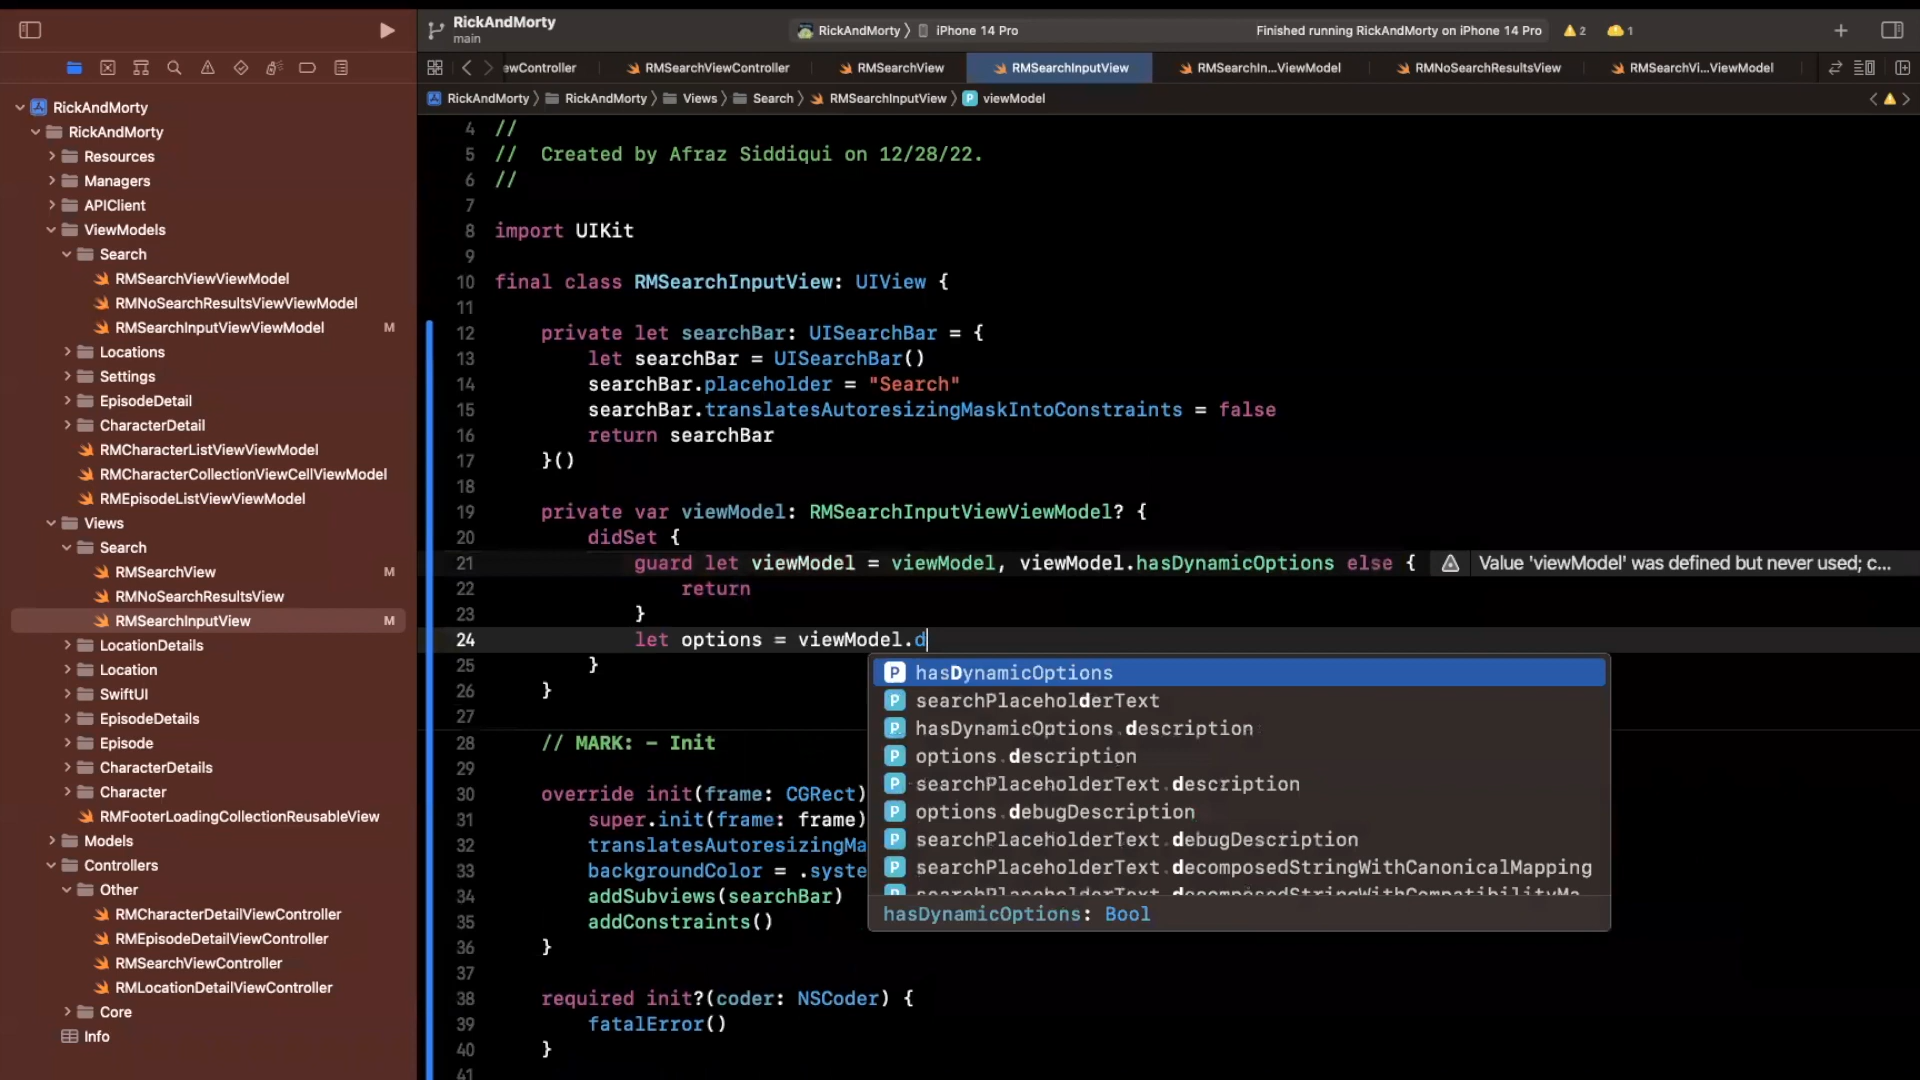 RickAndMorty
main
RickAndMorty
iPhone 14 Pro
Finished running RickAndMorty on iPhone 14 Pro
2
1
ewController
RMSearchViewController
RMSearchView
RMSearchInputView
RMSearchIn...ViewModel
RMNoSearchResultsView
RMSearchVi...ViewModel
RickAndMorty
RickAndMorty
Views
Search
RMSearchInputView
P viewModel
RickAndMorty
RickAndMorty
Resources
Managers
APIClient
ViewModels
Search
RMSearchViewViewModel
RMNoSearchResultsViewViewModel
RMSearchInputViewViewModel M
Locations
Settings
EpisodeDetail
CharacterDetail
RMCharacterListViewViewModel
RMCharacterCollectionViewCellViewModel
RMEpisodeListViewViewModel
Views
Search
RMSearchView M
RMNoSearchResultsView
RMSearchInputView M
LocationDetails
Location
SwiftUI
EpisodeDetails
Episode
CharacterDetails
Character
RMFooterLoadingCollectionReusableView
Models
Controllers
Other
RMCharacterDetailViewController
RMEpisodeDetailViewController
RMSearchViewController
RMLocationDetailViewController
Core
Info
4 //
5 // Created by Afraz Siddiqui on 12/28/22.
6 //
7
8 import UIKit
9
10 final class RMSearchInputView: UIView {
11
12 private let searchBar: UISearchBar = {
13 let searchBar = UISearchBar()
14 searchBar.placeholder = "Search"
15 searchBar.translatesAutoresizingMaskIntoConstraints = false
16 return searchBar
17 }()
18
19 private var viewModel: RMSearchInputViewViewModel? {
20 didSet {
21 guard let viewModel = viewModel, viewModel.hasDynamicOptions else { Value 'viewModel' was defined but never used; c...
22 return
23 }
24 let options = viewModel.d
25 }
26 }
27
28 // MARK: - Init
29
30 override init(frame: CGRect)
31 super.init(frame: frame)
32 translatesAutoresizingMa
33 backgroundColor = .syste
34 addSubviews(searchBar)
35 addConstraints()
36 }
37
38 required init?(coder: NSCoder) {
39 fatalError()
40 }
41
P hasDynamicOptions
P searchPlaceholderText
P hasDynamicOptions.description
P options.description
P searchPlaceholderText.description
P options.debugDescription
P searchPlaceholderText.debugDescription
P searchPlaceholderText.decomposedStringWithCanonicalMapping
P searchPlaceholderText.decomposedStringWithCompatibilityMa
hasDynamicOptions: Bool